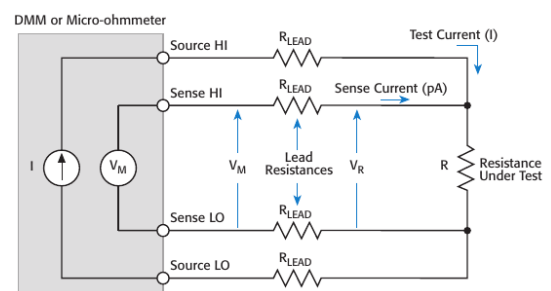 DMM or Micro-ohmmeter
Source HI
RLEAD
Test Current (I)
Sense HI
RLEAD
Sense Current (pA)
I
VM
VM
Lead
Resistances
VR
R
Resistance
Under Test
Sense LO
RLEAD
Source LO
RLEAD